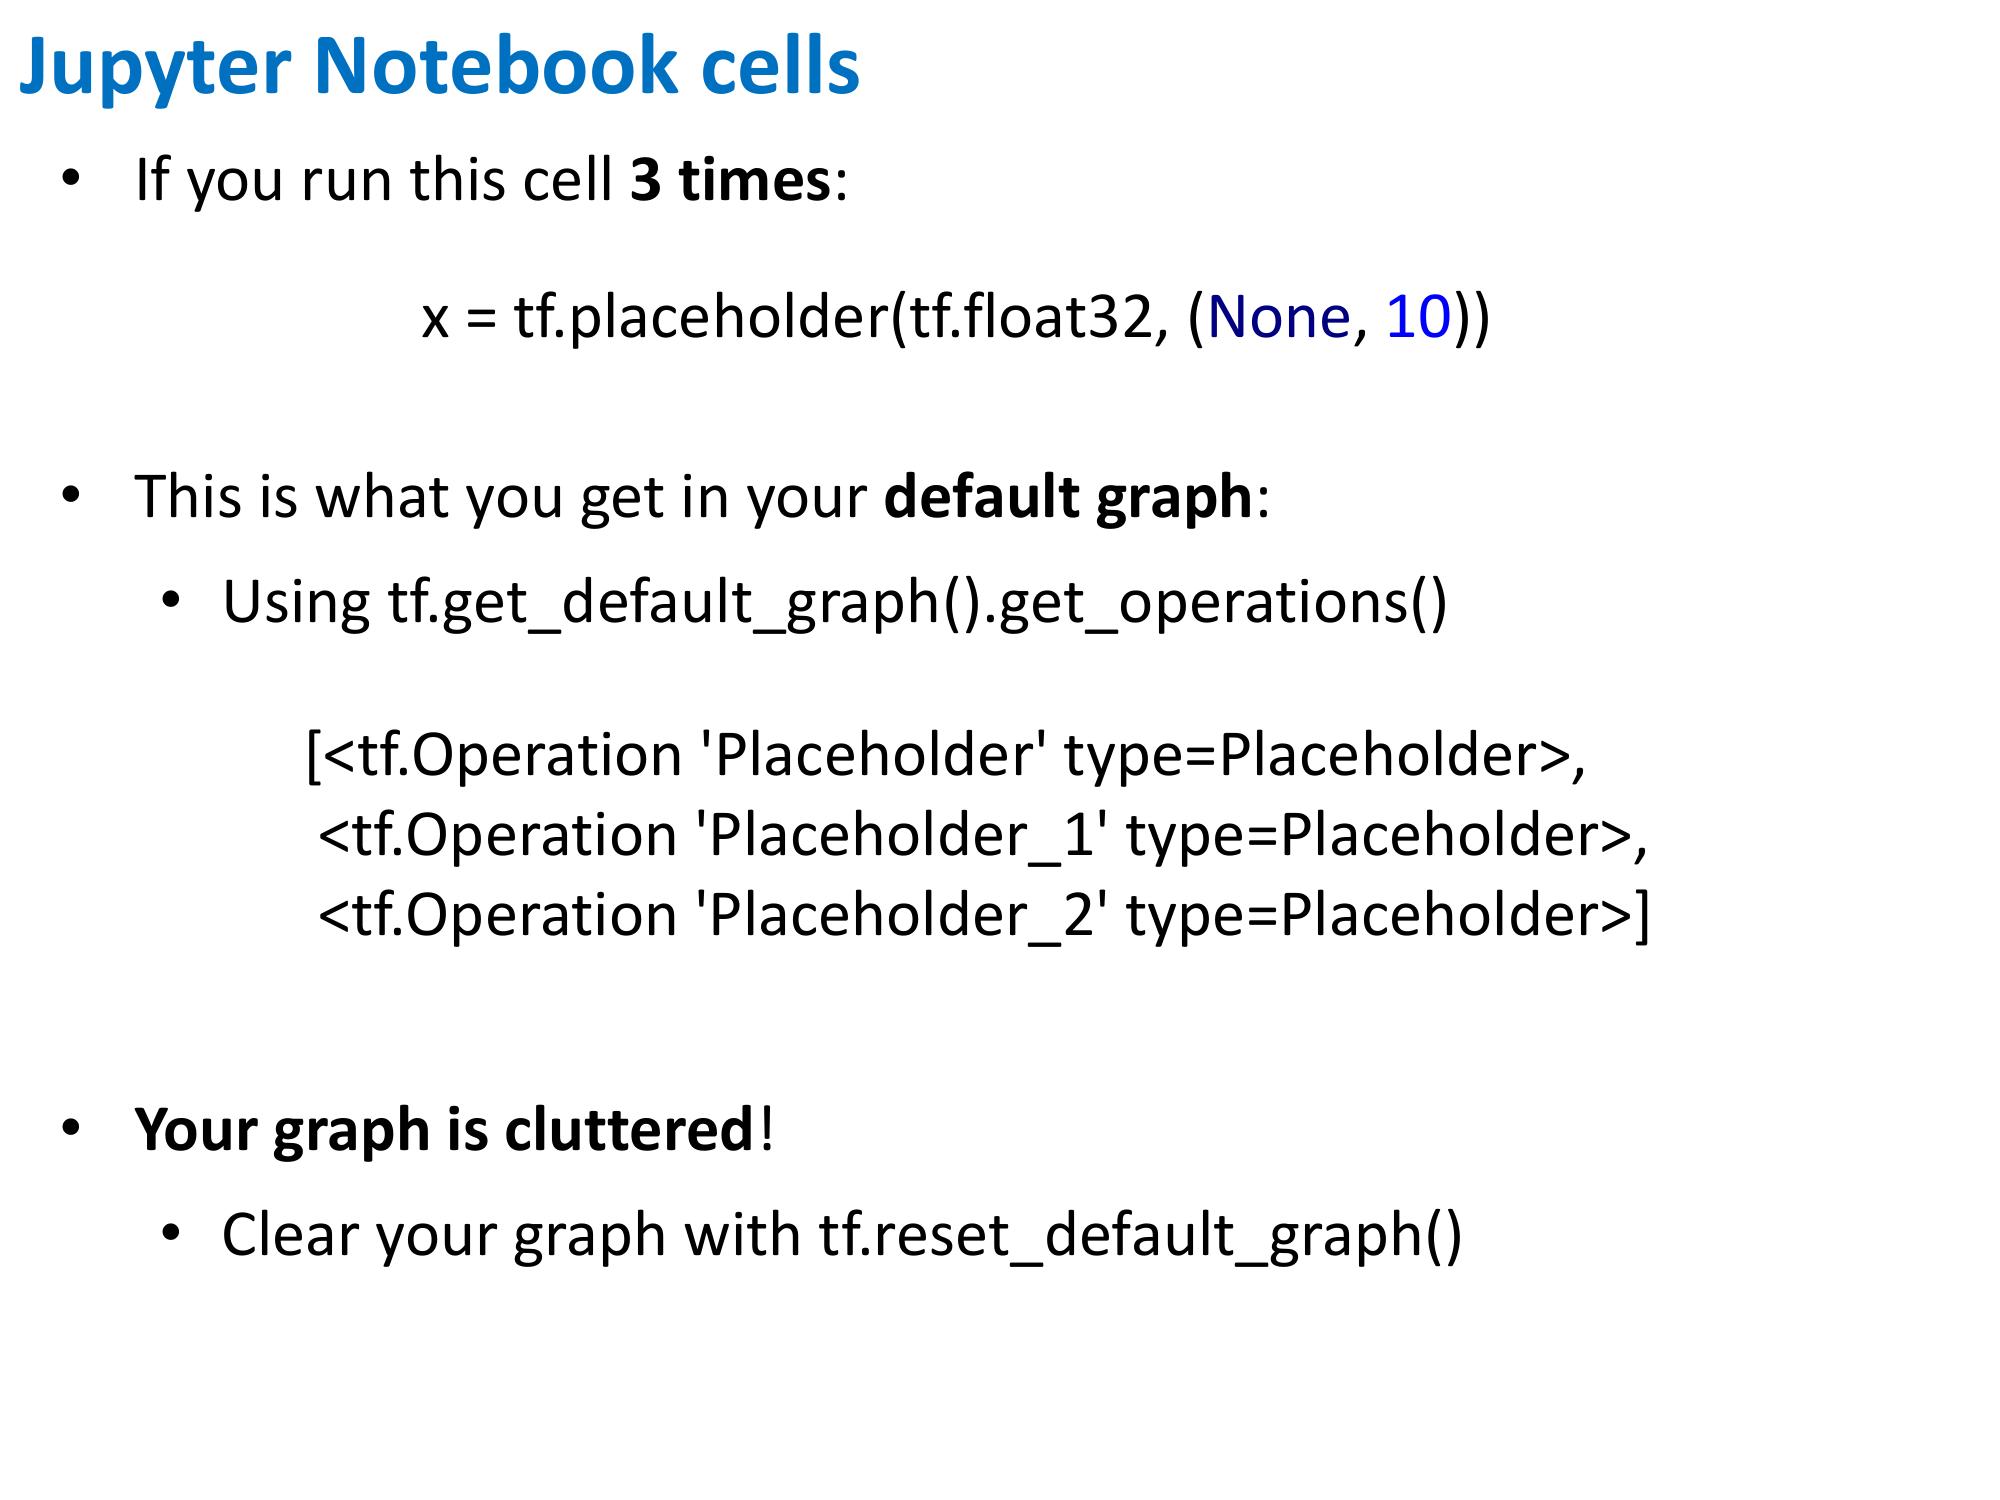 Jupyter Notebook cells
• If you run this cell 3 times:
x = tf.placeholder(tf.float32, (None, 10))
• This is what you get in your default graph:
• Using tf.get_default_graph().get_operations()
[<tf.Operation 'Placeholder' type=Placeholder>,
<tf.Operation 'Placeholder_1' type=Placeholder>,
<tf.Operation 'Placeholder_2' type=Placeholder>]
• Your graph is cluttered!
• Clear your graph with tf.reset_default_graph()